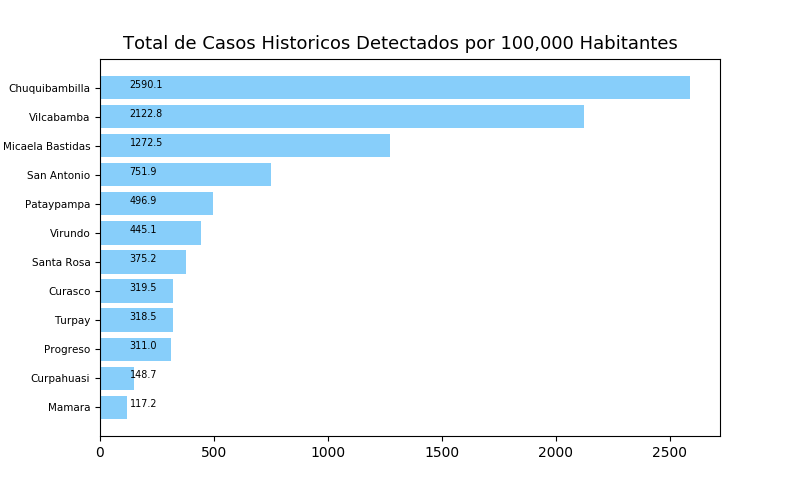 Total de Casos Historicos Detectados por 100,000 Habitantes
Chuquibambilla 2590.1
Vilcabamba 2122.8
Micaela Bastidas 1272.5
San Antonio 751.9
Pataypampa 496.9
Virundo 445.1
Santa Rosa 375.2
Curasco 319.5
Turpay 318.5
Progreso 311.0
Curpahuasi 148.7
Mamara 117.2
0 500 1000 1500 2000 2500